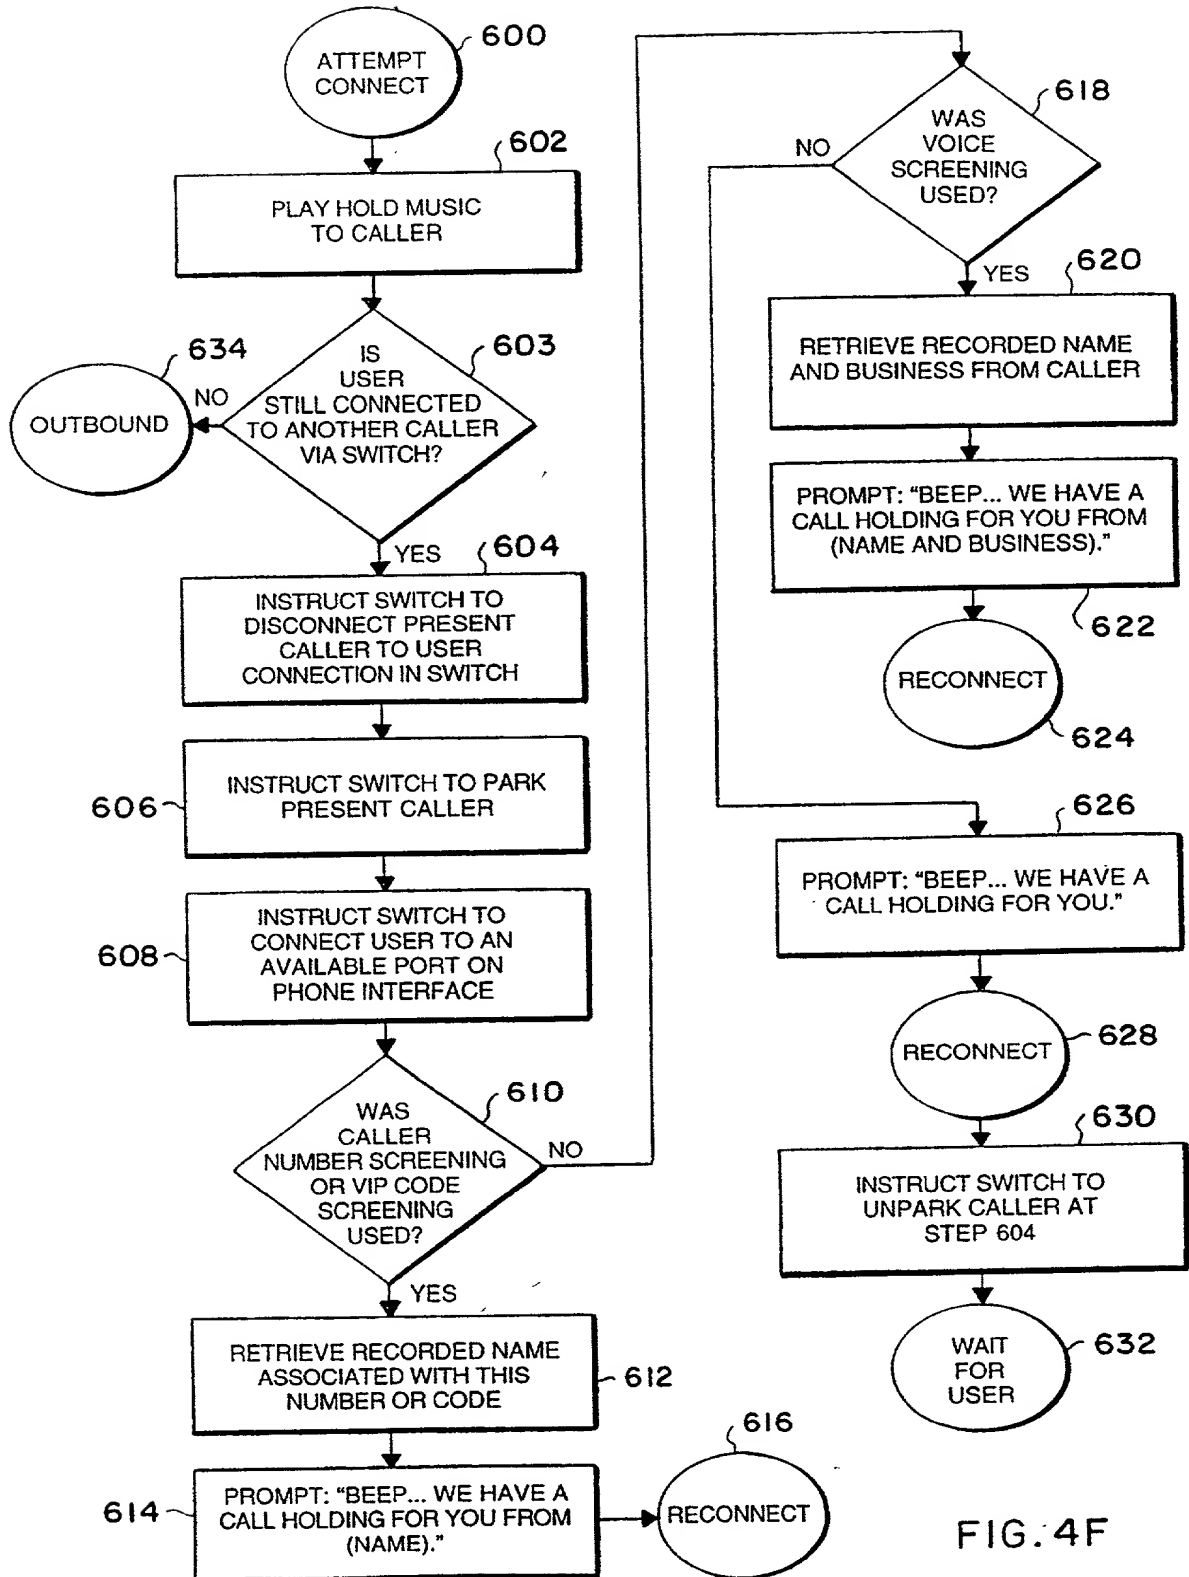 600
ATTEMPT
CONNECT
602
PLAY HOLD MUSIC
TO CALLER
603
IS
USER
STILL CONNECTED
TO ANOTHER CALLER
VIA SWITCH?
634
NO
OUTBOUND
YES
604
INSTRUCT SWITCH TO
DISCONNECT PRESENT
CALLER TO USER
CONNECTION IN SWITCH
606
INSTRUCT SWITCH TO PARK
PRESENT CALLER
608
INSTRUCT SWITCH TO
CONNECT USER TO AN
AVAILABLE PORT ON
PHONE INTERFACE
610
WAS
CALLER
NUMBER SCREENING
OR VIP CODE
SCREENING
USED?
NO
YES
RETRIEVE RECORDED NAME
ASSOCIATED WITH THIS
NUMBER OR CODE
612
614
PROMPT: “BEEP... WE HAVE A
CALL HOLDING FOR YOU FROM
(NAME).”
616
RECONNECT
618
WAS
VOICE
SCREENING
USED?
NO
YES
620
RETRIEVE RECORDED NAME
AND BUSINESS FROM CALLER
PROMPT: “BEEP... WE HAVE A
CALL HOLDING FOR YOU FROM
(NAME AND BUSINESS).”
622
RECONNECT
624
626
PROMPT: “BEEP... WE HAVE A
CALL HOLDING FOR YOU.”
RECONNECT
628
630
INSTRUCT SWITCH TO
UNPARK CALLER AT
STEP 604
WAIT
FOR
USER
632
FIG. 4F